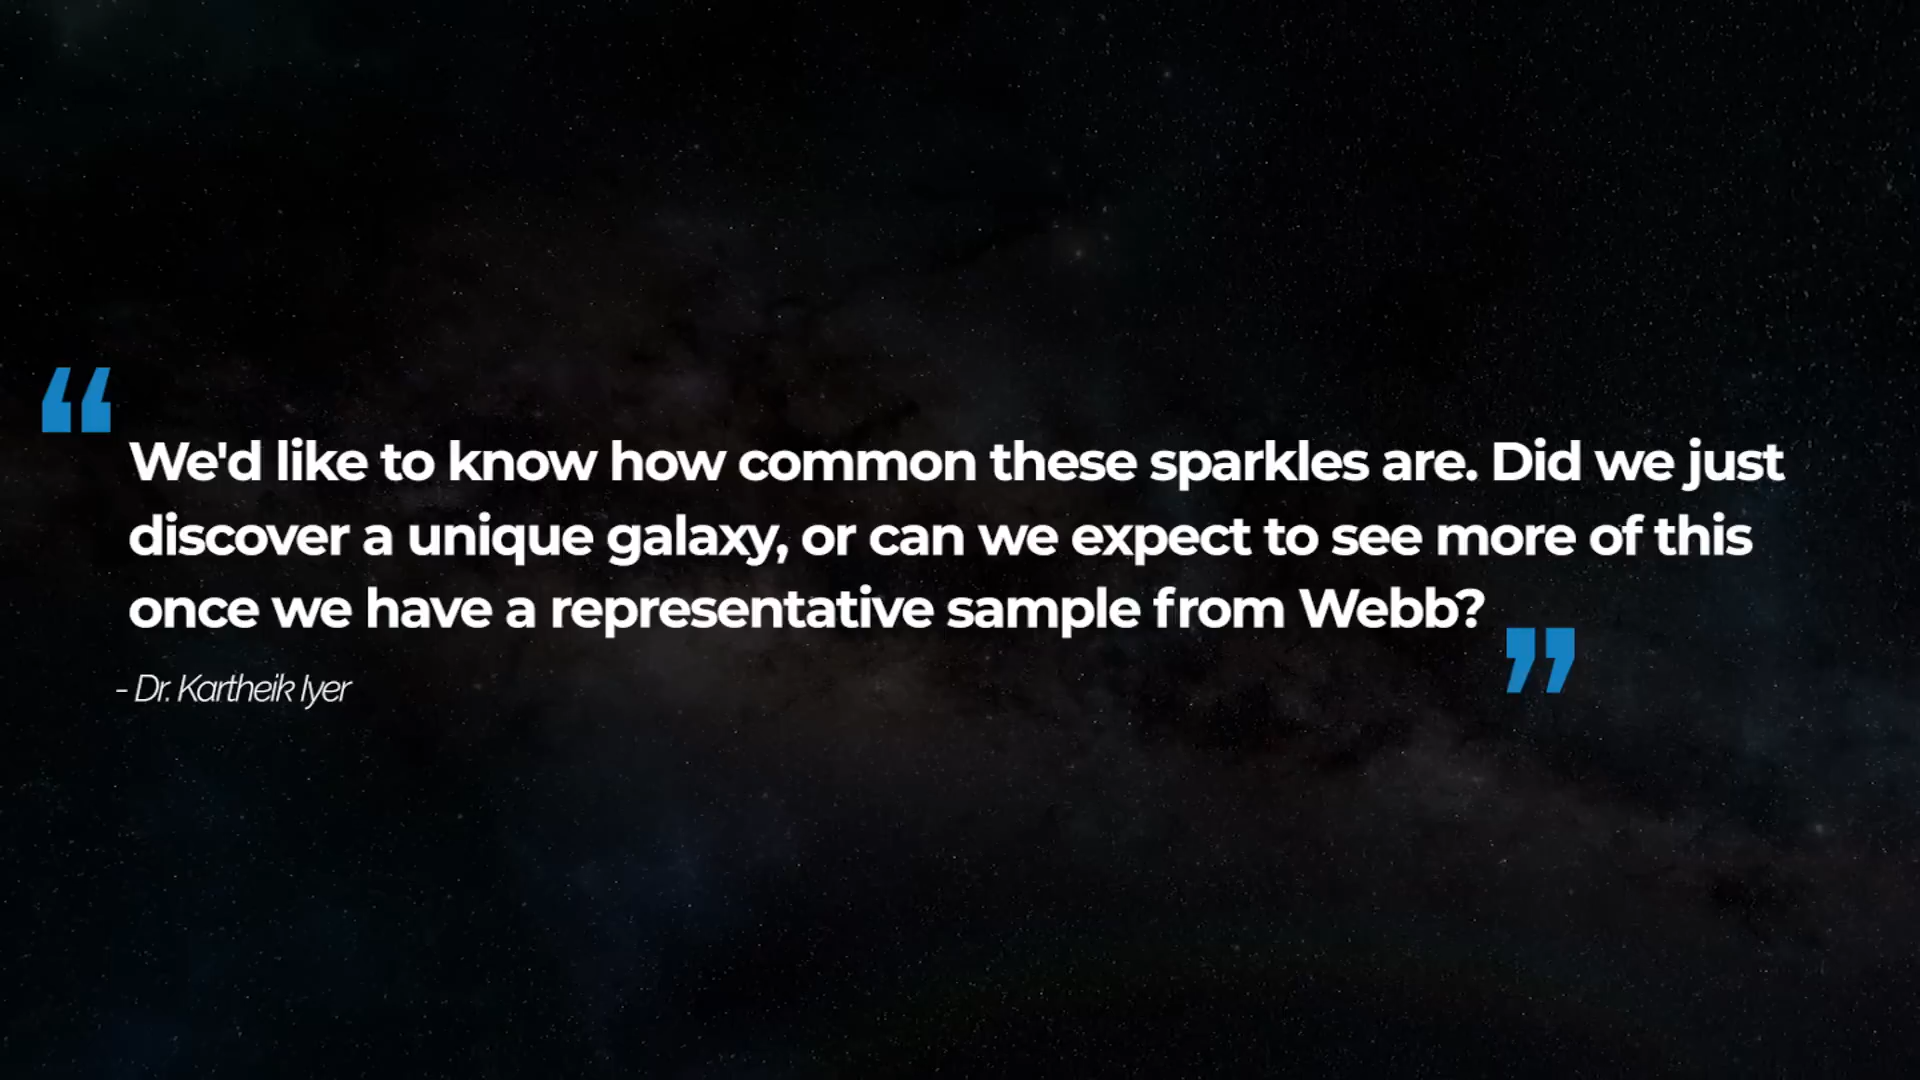 “
We'd like to know how common these sparkles are. Did we just
discover a unique galaxy, or can we expect to see more of this
once we have a representative sample from Webb?
”
- Dr. Kartheik Iyer